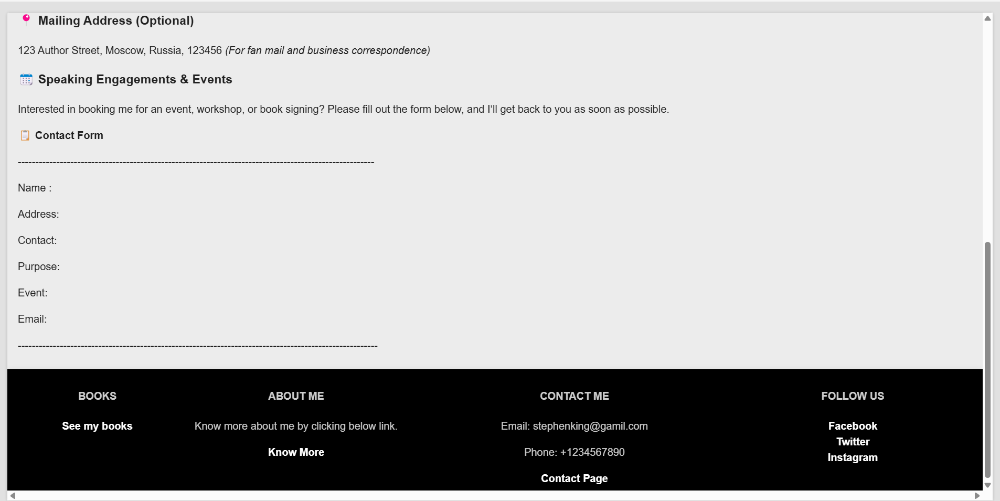 Mailing Address (Optional)
123 Author Street, Moscow, Russia, 123456 (For fan mail and business correspondence)
Speaking Engagements & Events
Interested in booking me for an event, workshop, or book signing? Please fill out the form below, and I’ll get back to you as soon as possible.
Contact Form
-------------------------------------------------------------------------------------------------------
Name :
Address:
Contact:
Purpose:
Event:
Email:
--------------------------------------------------------------------------------------------------------
BOOKS
See my books
ABOUT ME
Know more about me by clicking below link.
Know More
CONTACT ME
Email: stephenking@gamil.com
Phone: +1234567890
Contact Page
FOLLOW US
Facebook
Twitter
Instagram